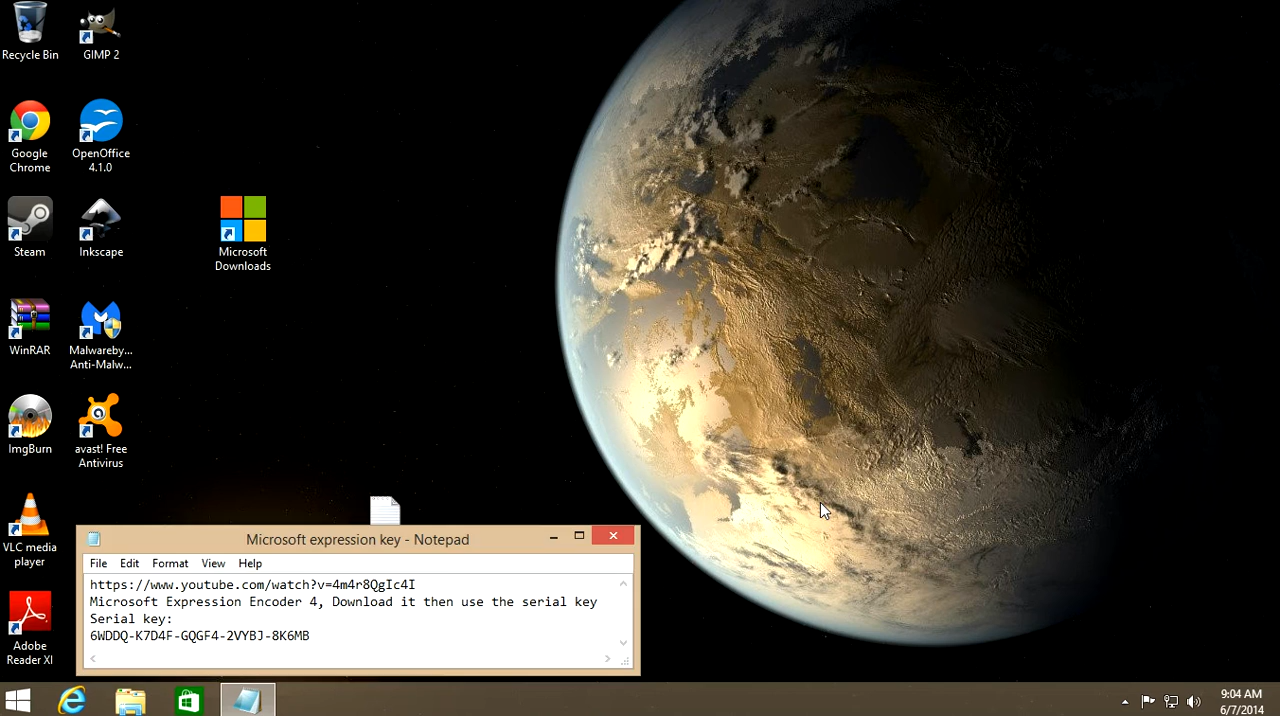 Recycle Bin
GIMP 2
Google
Chrome
OpenOffice
4.1.0
Steam
Inkscape
Microsoft
Downloads
WinRAR
Malwareby...
Anti-Malw...
ImgBurn
avast! Free
Antivirus
VLC media
player
Adobe
Reader XI
Microsoft expression key - Notepad
File Edit Format View Help
https://www.youtube.com/watch?v=4m4r8QgIc4I
Microsoft Expression Encoder 4, Download it then use the serial key
Serial key:
6WDDQ-K7D4F-GQGF4-2VYBJ-8K6MB
9:04 AM
6/7/2014